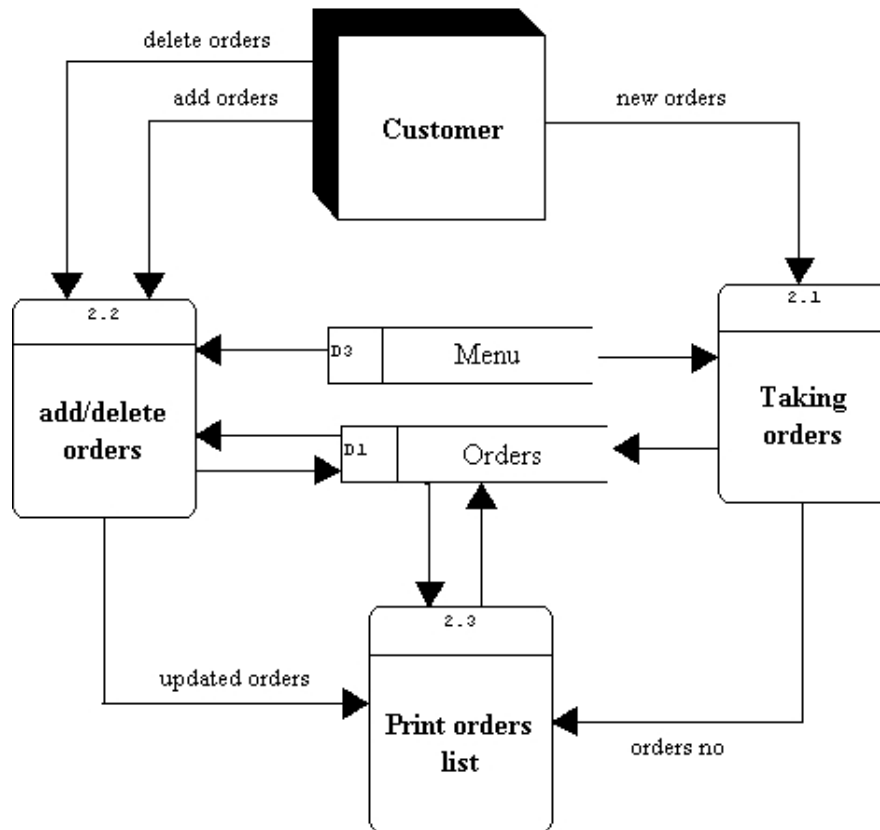 delete orders
add orders
new orders
Customer
2.2
2.1
D3
Menu
add/delete
orders
Taking
orders
D1
Orders
2.3
updated orders
Print orders
list
orders no